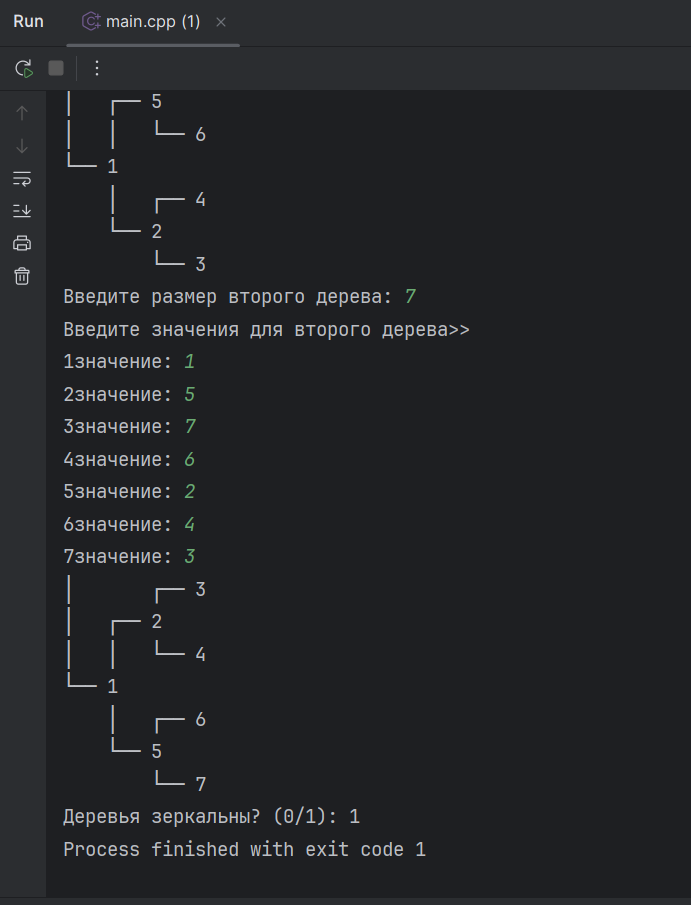 Run main.cpp (1)
│   ┌── 5
│   │   └── 6
└── 1
    │   ┌── 4
    └── 2
        └── 3
Введите размер второго дерева: 7
Введите значения для второго дерева>>
1значение: 1
2значение: 5
3значение: 7
4значение: 6
5значение: 2
6значение: 4
7значение: 3
│       ┌── 3
│   ┌── 2
│   │   └── 4
└── 1
    │   ┌── 6
    └── 5
        └── 7
Деревья зеркальны? (0/1): 1
Process finished with exit code 1